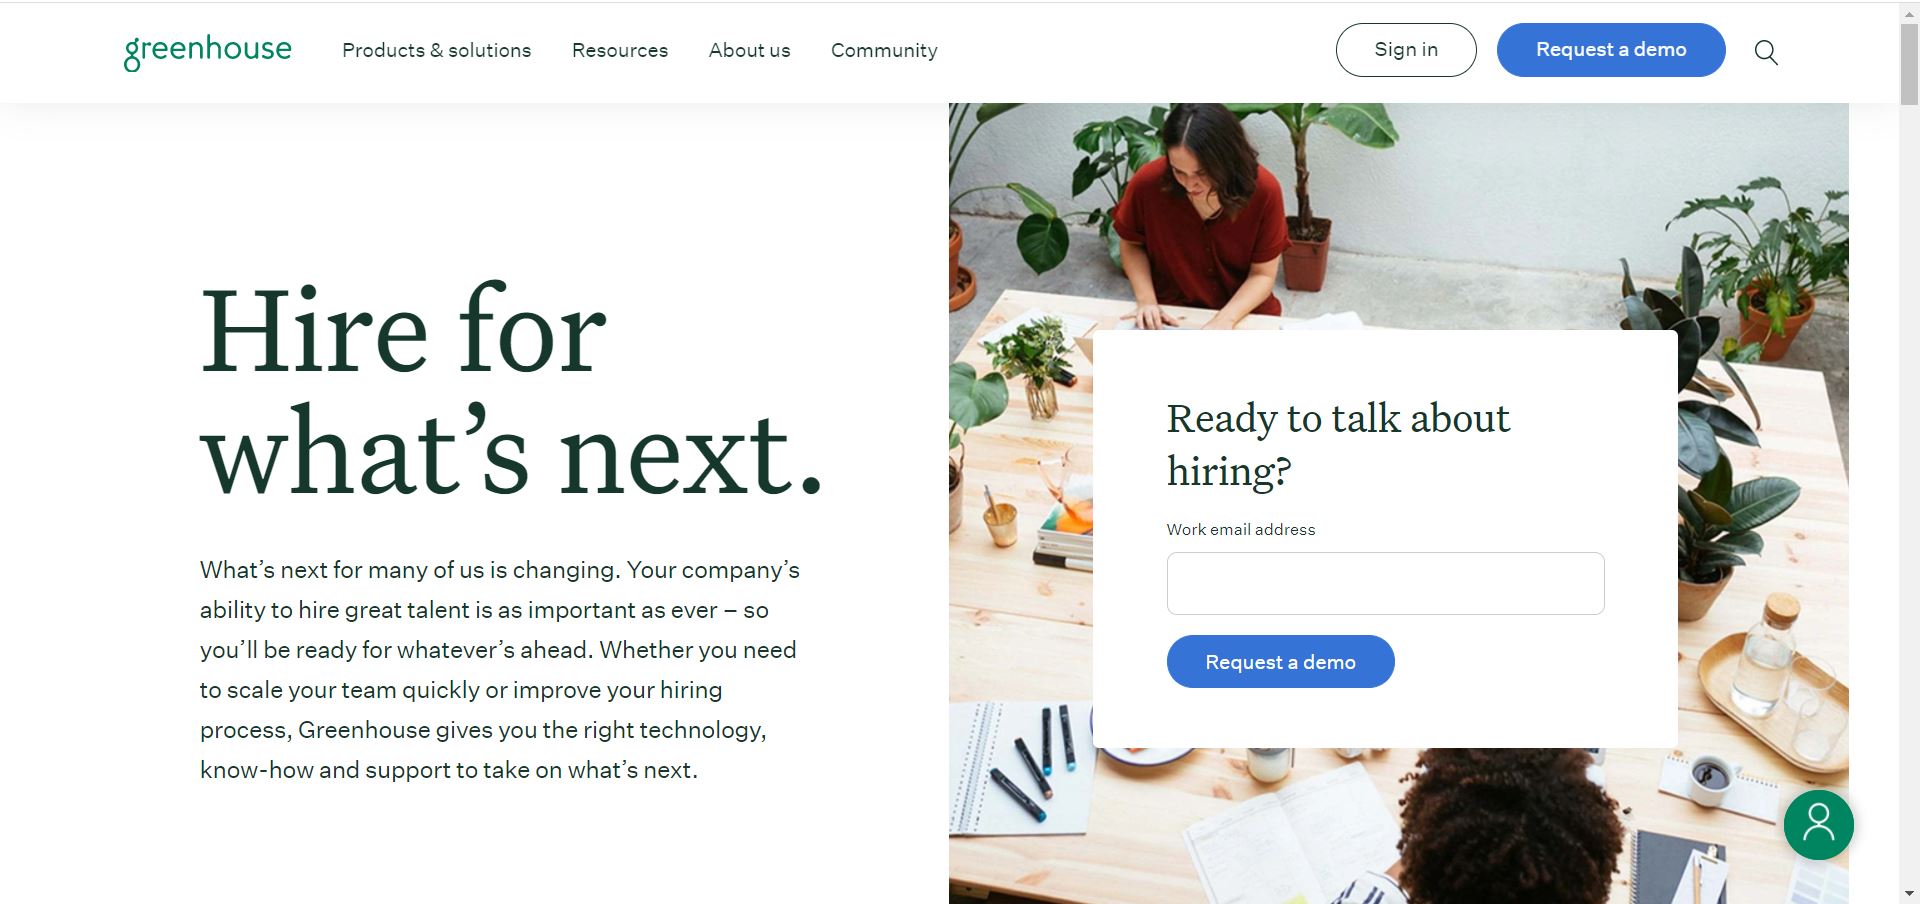 greenhouse
Products & solutions
Resources
About us
Community
Sign in
Request a demo
Hire for
what’s next.
What’s next for many of us is changing. Your company’s
ability to hire great talent is as important as ever – so
you’ll be ready for whatever’s ahead. Whether you need
to scale your team quickly or improve your hiring
process, Greenhouse gives you the right technology,
know-how and support to take on what’s next.
Ready to talk about
hiring?
Work email address
Request a demo